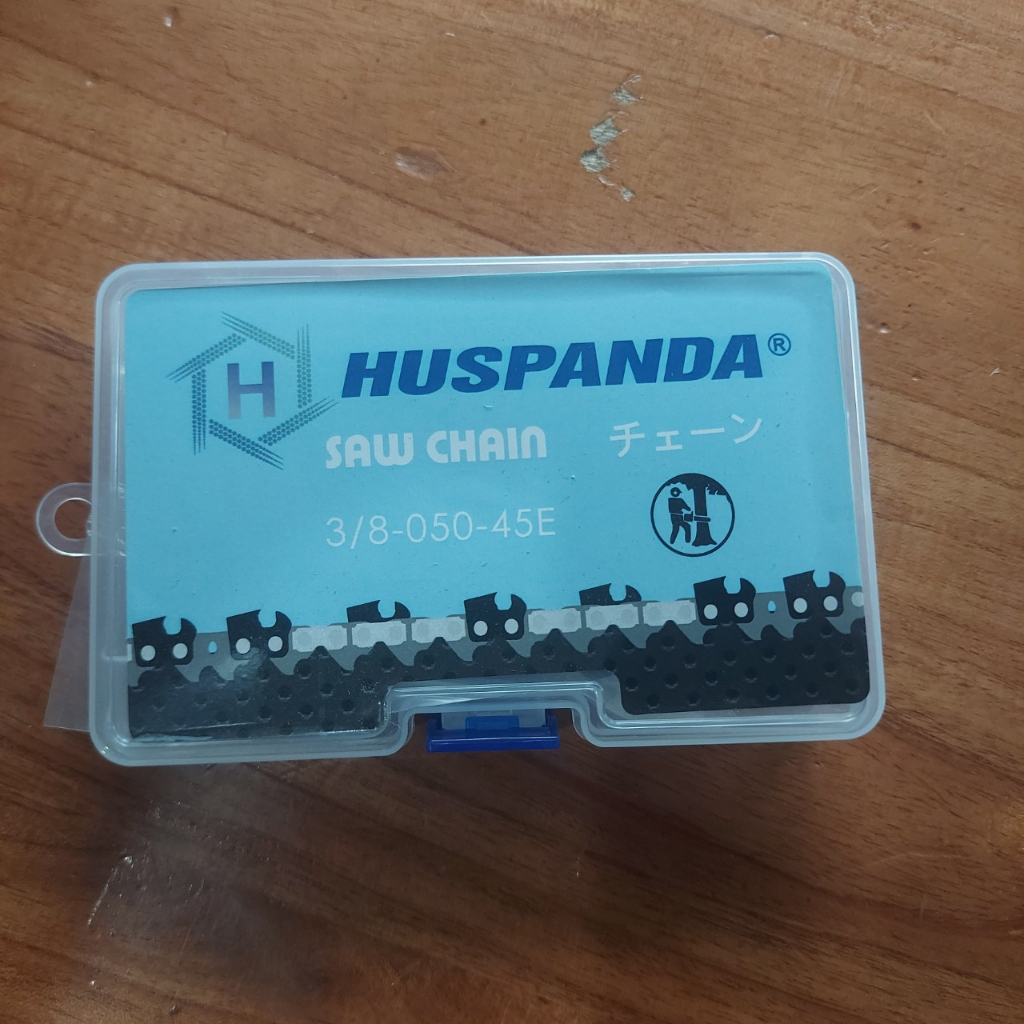 H
HUSPANDA®
SAW CHAIN チェーン
3/8-050-45E